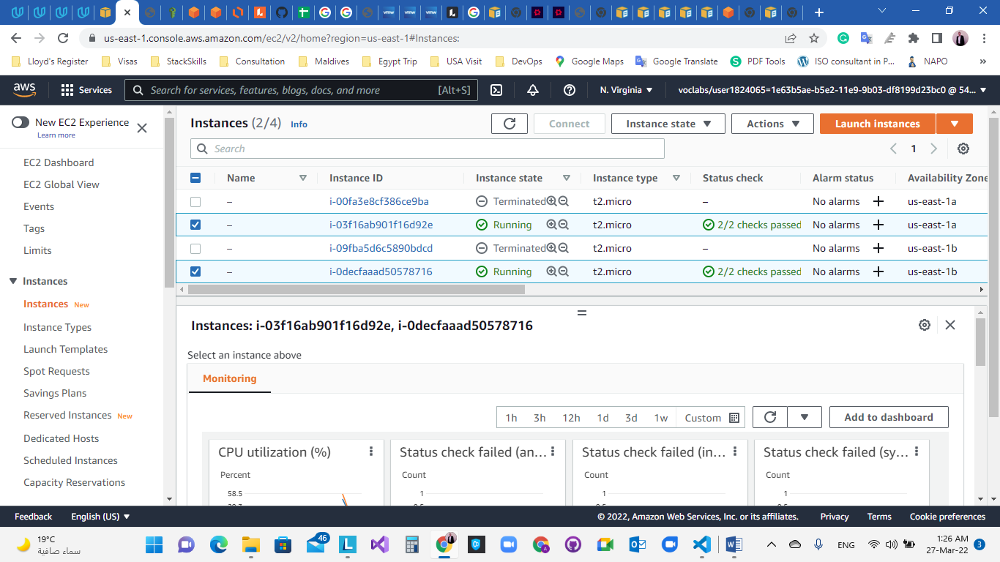 us-east-1.console.aws.amazon.com/ec2/v2/home?region=us-east-1#Instances:
Lloyd's Register Visas StackSkills Consultation Maldives Egypt Trip USA Visit DevOps Google Maps Google Translate PDF Tools ISO consultant in P... NAPO »
aws Services Search for services, features, blogs, docs, and more [Alt+S] N. Virginia voclabs/user1824065=1e63b5ae-b5e2-11e9-9b03-df8199d23bc0 @ 54...
New EC2 Experience
Learn more
EC2 Dashboard
EC2 Global View
Events
Tags
Limits
Instances
Instances New
Instance Types
Launch Templates
Spot Requests
Savings Plans
Reserved Instances New
Dedicated Hosts
Scheduled Instances
Capacity Reservations
Instances (2/4) Info Connect Instance state Actions Launch instances
Search 1
Name Instance ID Instance state Instance type Status check Alarm status Availability Zone
– i-00fa3e8cf386ce9ba Terminated t2.micro – No alarms + us-east-1a
– i-03f16ab901f16d92e Running t2.micro 2/2 checks passed No alarms + us-east-1a
– i-09fba5d6c5890bdcd Terminated t2.micro – No alarms + us-east-1b
– i-0decfaaad50578716 Running t2.micro 2/2 checks passed No alarms + us-east-1b
Instances: i-03f16ab901f16d92e, i-0decfaaad50578716
Select an instance above
Monitoring
1h 3h 12h 1d 3d 1w Custom Add to dashboard
CPU utilization (%) Status check failed (an... Status check failed (in... Status check failed (sy...
Percent Count Count Count
58.5 1 1 1
Feedback English (US) © 2022, Amazon Web Services, Inc. or its affiliates. Privacy Terms Cookie preferences
19°C
سماء صافية
46
ENG
1:26 AM
27-Mar-22
3